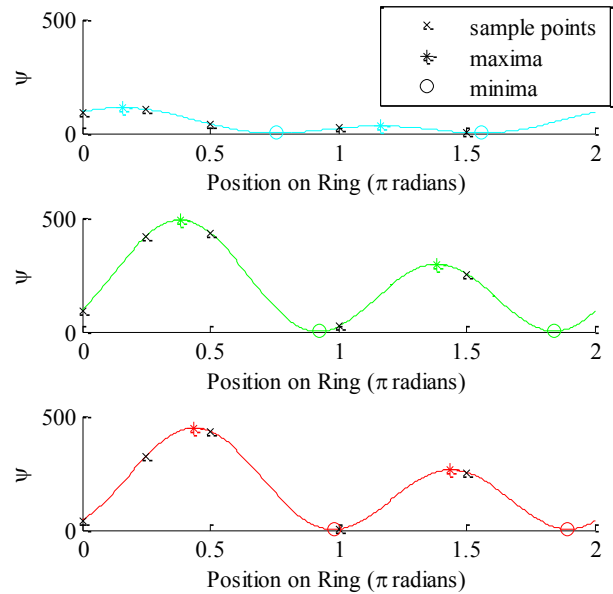 500
ψ
0
0
0.5
1
1.5
2
Position on Ring (π radians)
sample points
maxima
minima
500
ψ
0
0
0.5
1
1.5
2
Position on Ring (π radians)
500
ψ
0
0
0.5
1
1.5
2
Position on Ring (π radians)